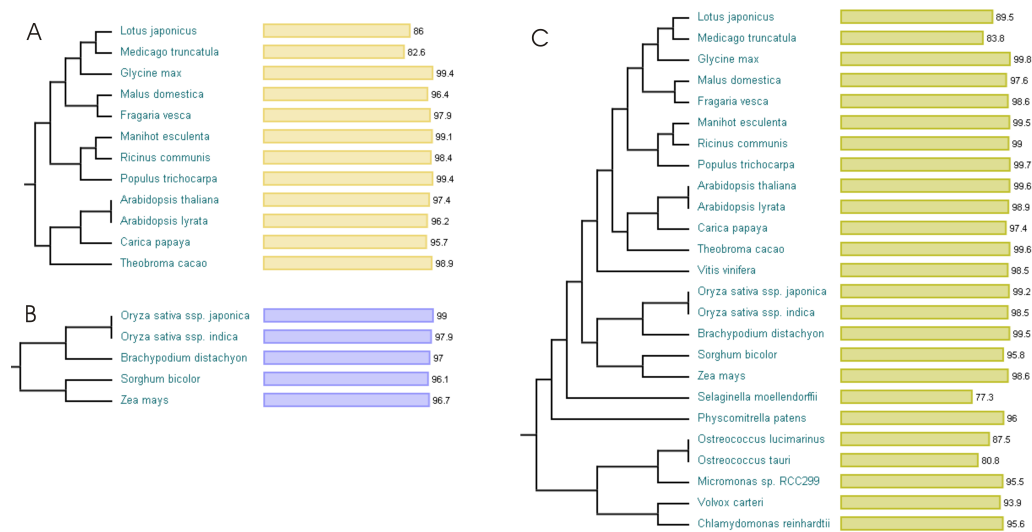 A
Lotus japonicus 86
Medicago truncatula 82.6
Glycine max 99.4
Malus domestica 96.4
Fragaria vesca 97.9
Manihot esculenta 99.1
Ricinus communis 98.4
Populus trichocarpa 99.4
Arabidopsis thaliana 97.4
Arabidopsis lyrata 96.2
Carica papaya 95.7
Theobroma cacao 98.9
B
Oryza sativa ssp. japonica 99
Oryza sativa ssp. indica 97.9
Brachypodium distachyon 97
Sorghum bicolor 96.1
Zea mays 96.7
C
Lotus japonicus 89.5
Medicago truncatula 83.8
Glycine max 99.8
Malus domestica 97.6
Fragaria vesca 98.6
Manihot esculenta 99.5
Ricinus communis 99
Populus trichocarpa 99.7
Arabidopsis thaliana 99.6
Arabidopsis lyrata 98.9
Carica papaya 97.4
Theobroma cacao 99.6
Vitis vinifera 98.5
Oryza sativa ssp. japonica 99.2
Oryza sativa ssp. indica 98.5
Brachypodium distachyon 99.5
Sorghum bicolor 95.8
Zea mays 98.6
Selaginella moellendorffii 77.3
Physcomitrella patens 96
Ostreococcus lucimarinus 87.5
Ostreococcus tauri 80.8
Micromonas sp. RCC299 95.5
Volvox carteri 93.9
Chlamydomonas reinhardtii 95.6